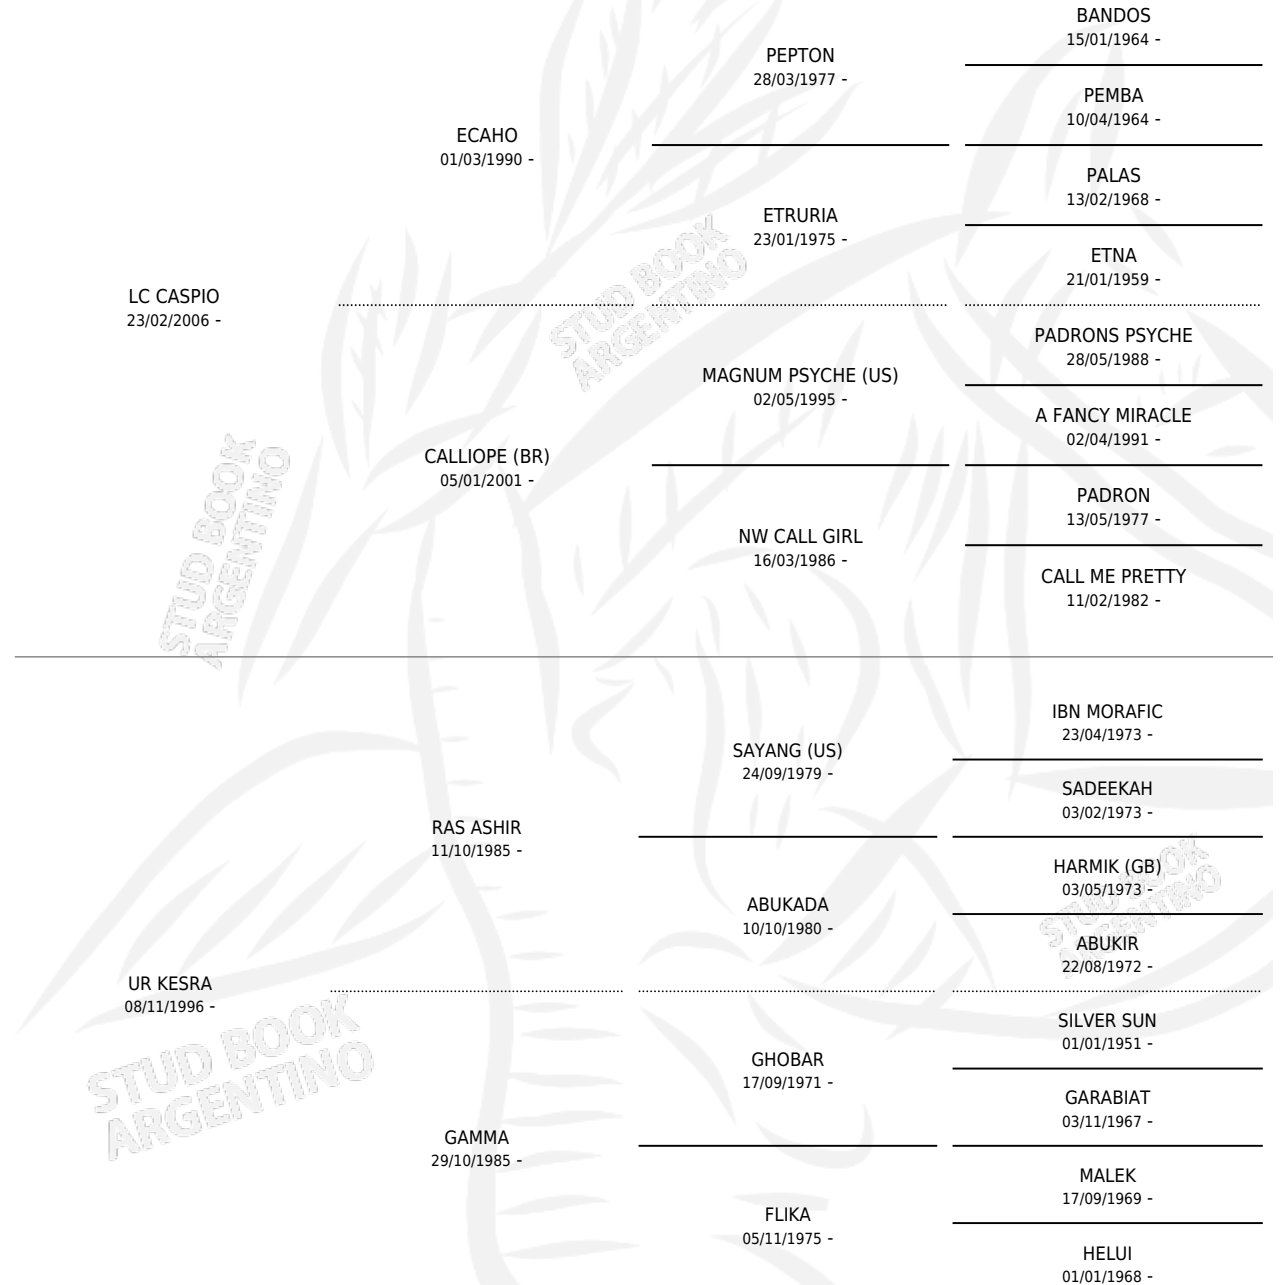 BANDOS
15/01/1964 -
PEPTON
28/03/1977 -
PEMBA
10/04/1964 -
ECAHO
01/03/1990 -
PALAS
13/02/1968 -
ETRURIA
23/01/1975 -
ETNA
21/01/1959 -
LC CASPIO
23/02/2006 -
PADRONS PSYCHE
28/05/1988 -
MAGNUM PSYCHE (US)
02/05/1995 -
A FANCY MIRACLE
02/04/1991 -
CALLIOPE (BR)
05/01/2001 -
PADRON
13/05/1977 -
NW CALL GIRL
16/03/1986 -
CALL ME PRETTY
11/02/1982 -
IBN MORAFIC
23/04/1973 -
SAYANG (US)
24/09/1979 -
SADEEKAH
03/02/1973 -
RAS ASHIR
11/10/1985 -
HARMIK (GB)
03/05/1973 -
ABUKADA
10/10/1980 -
ABUKIR
22/08/1972 -
UR KESRA
08/11/1996 -
SILVER SUN
01/01/1951 -
GHOBAR
17/09/1971 -
GARABIAT
03/11/1967 -
GAMMA
29/10/1985 -
MALEK
17/09/1969 -
FLIKA
05/11/1975 -
HELUI
01/01/1968 -
STUD BOOK
ARGENTINO
STUD BOOK
ARGENTINO
STUD BOOK
ARGENTINO
STUD BOOK
ARGENTINO